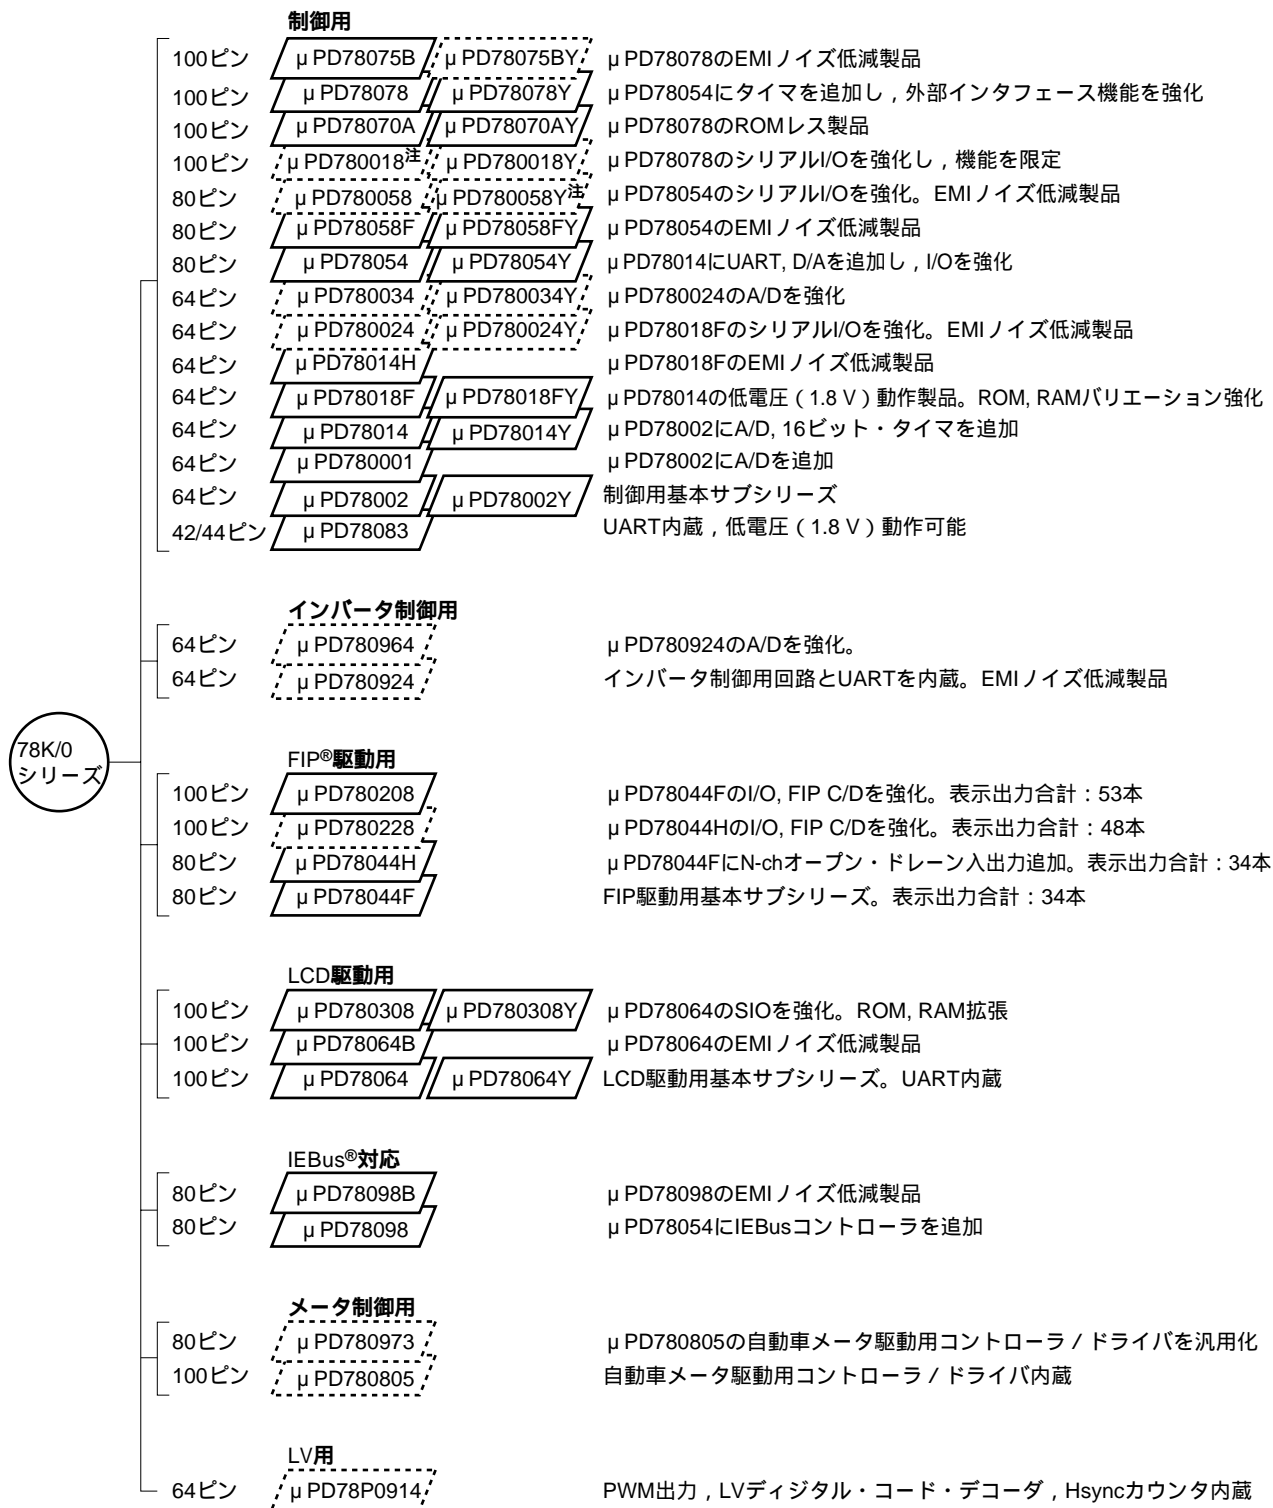 制御用
100ピン μPD78075B μPD78075BY μPD78078のEMIノイズ低減製品
100ピン μPD78078 μPD78078Y μPD78054にタイマを追加し，外部インタフェース機能を強化
100ピン μPD78070A μPD78070AY μPD78078のROMレス製品
100ピン μPD780018注 μPD780018Y μPD78078のシリアルI/Oを強化し，機能を限定
80ピン μPD780058 μPD780058Y注 μPD78054のシリアルI/Oを強化。EMIノイズ低減製品
80ピン μPD78058F μPD78058FY μPD78054のEMIノイズ低減製品
80ピン μPD78054 μPD78054Y μPD78014にUART, D/Aを追加し，I/Oを強化
64ピン μPD780034 μPD780034Y μPD780024のA/Dを強化
64ピン μPD780024 μPD780024Y μPD78018FのシリアルI/Oを強化。EMIノイズ低減製品
64ピン μPD78014H μPD78018FのEMIノイズ低減製品
64ピン μPD78018F μPD78018FY μPD78014の低電圧（1.8 V）動作製品。ROM, RAMバリエーション強化
64ピン μPD78014 μPD78014Y μPD78002にA/D, 16ビット・タイマを追加
64ピン μPD780001 μPD78002にA/Dを追加
64ピン μPD78002 μPD78002Y 制御用基本サブシリーズ
42/44ピン μPD78083 UART内蔵，低電圧（1.8 V）動作可能
インバータ制御用
64ピン μPD780964 μPD780924のA/Dを強化。
64ピン μPD780924 インバータ制御用回路とUARTを内蔵。EMIノイズ低減製品
78K/0
シリーズ
FIP®駆動用
100ピン μPD780208 μPD78044FのI/O, FIP C/Dを強化。表示出力合計：53本
100ピン μPD780228 μPD78044HのI/O, FIP C/Dを強化。表示出力合計：48本
80ピン μPD78044H μPD78044FにN-chオープン・ドレーン入出力追加。表示出力合計：34本
80ピン μPD78044F FIP駆動用基本サブシリーズ。表示出力合計：34本
LCD駆動用
100ピン μPD780308 μPD780308Y μPD78064のSIOを強化。ROM, RAM拡張
100ピン μPD78064B μPD78064のEMIノイズ低減製品
100ピン μPD78064 μPD78064Y LCD駆動用基本サブシリーズ。UART内蔵
IEBus®対応
80ピン μPD78098B μPD78098のEMIノイズ低減製品
80ピン μPD78098 μPD78054にIEBusコントローラを追加
メータ制御用
80ピン μPD780973 μPD780805の自動車メータ駆動用コントローラ／ドライバを汎用化
100ピン μPD780805 自動車メータ駆動用コントローラ／ドライバ内蔵
LV用
64ピン μPD78P0914 PWM出力，LVディジタル・コード・デコーダ，Hsyncカウンタ内蔵